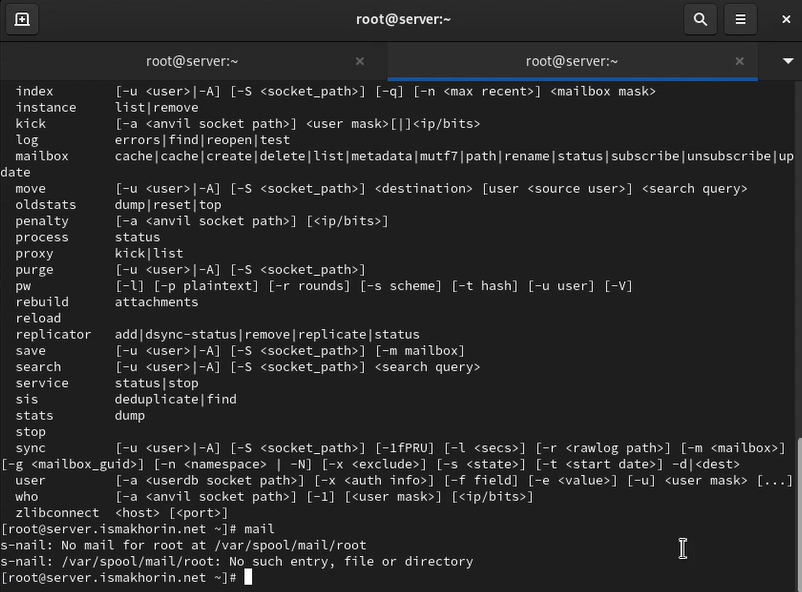 root@server:~
root@server:~
root@server:~
index [-u <user>|-A] [-S <socket_path>] [-q] [-n <max recent>] <mailbox mask>
instance list|remove
kick [-a <anvil socket path>] <user mask>[|]<ip/bits>
log errors|find|reopen|test
mailbox cache|cache|create|delete|list|metadata|mutf7|path|rename|status|subscribe|unsubscribe|up
date
move [-u <user>|-A] [-S <socket_path>] <destination> [user <source user>] <search query>
oldstats dump|reset|top
penalty [-a <anvil socket path>] [<ip/bits>]
process status
proxy kick|list
purge [-u <user>|-A] [-S <socket_path>]
pw [-l] [-p plaintext] [-r rounds] [-s scheme] [-t hash] [-u user] [-V]
rebuild attachments
reload
replicator add|dsync-status|remove|replicate|status
save [-u <user>|-A] [-S <socket_path>] [-m mailbox]
search [-u <user>|-A] [-S <socket_path>] <search query>
service status|stop
sis deduplicate|find
stats dump
stop
sync [-u <user>|-A] [-S <socket_path>] [-1fPRU] [-l <secs>] [-r <rawlog path>] [-m <mailbox>]
[-g <mailbox_guid>] [-n <namespace> | -N] [-x <exclude>] [-s <state>] [-t <start date>] -d|<dest>
user [-a <userdb socket path>] [-x <auth info>] [-f field] [-e <value>] [-u] <user mask> [...]
who [-a <anvil socket path>] [-1] [<user mask>] [<ip/bits>]
zlibconnect <host> [<port>]
[root@server.ismakhorin.net ~]# mail
s-nail: No mail for root at /var/spool/mail/root
s-nail: /var/spool/mail/root: No such entry, file or directory
[root@server.ismakhorin.net ~]#